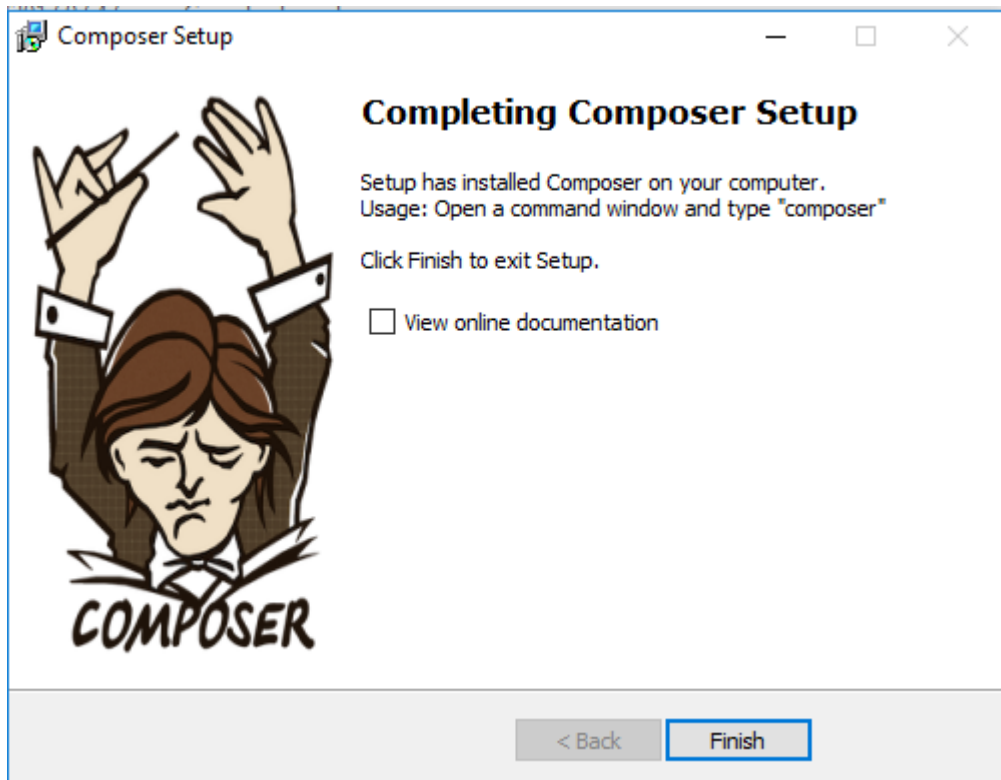 Composer Setup
Completing Composer Setup
Setup has installed Composer on your computer.
Usage: Open a command window and type "composer"
Click Finish to exit Setup.
View online documentation
COMPOSER
< Back
Finish